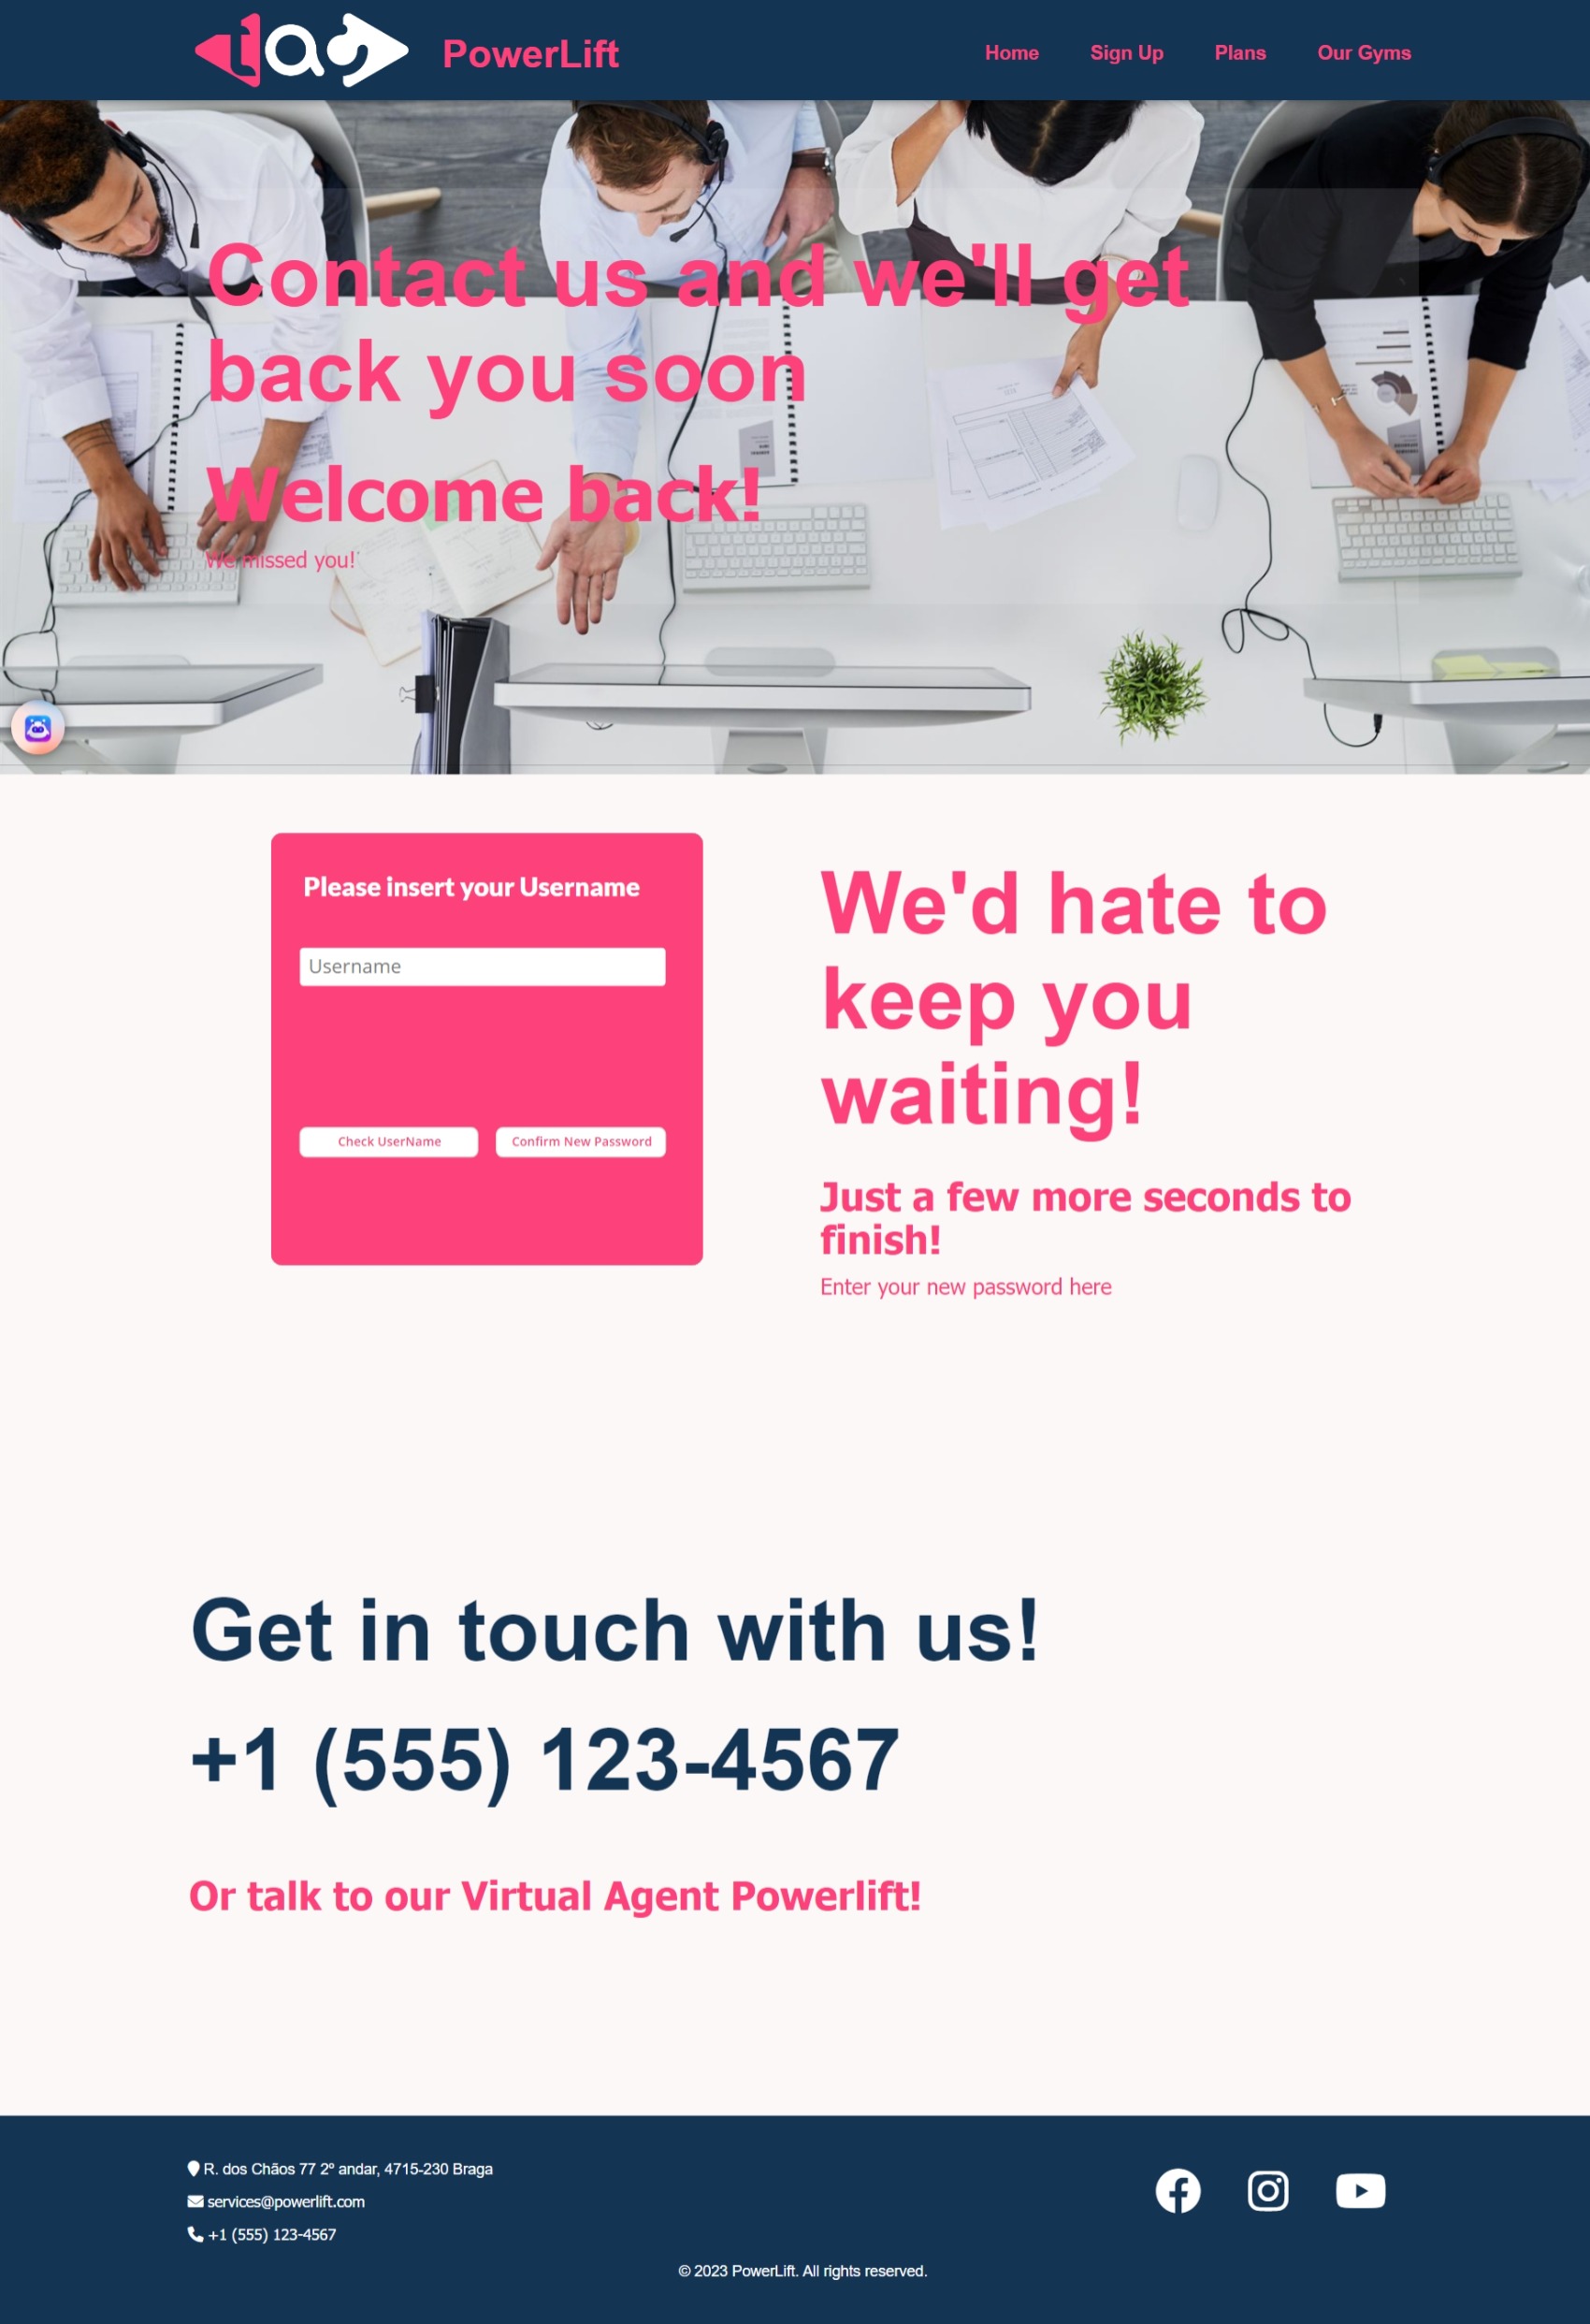 tas
PowerLift
Home
Sign Up
Plans
Our Gyms
Contact us and we'll get
back you soon
Welcome back!
We missed you!
Please insert your Username
Username
Check UserName
Confirm New Password
We'd hate to
keep you
waiting!
Just a few more seconds to
finish!
Enter your new password here
Get in touch with us!
+1 (555) 123-4567
Or talk to our Virtual Agent Powerlift!
R. dos Chãos 77 2º andar, 4715-230 Braga
services@powerlift.com
+1 (555) 123-4567
© 2023 PowerLift. All rights reserved.